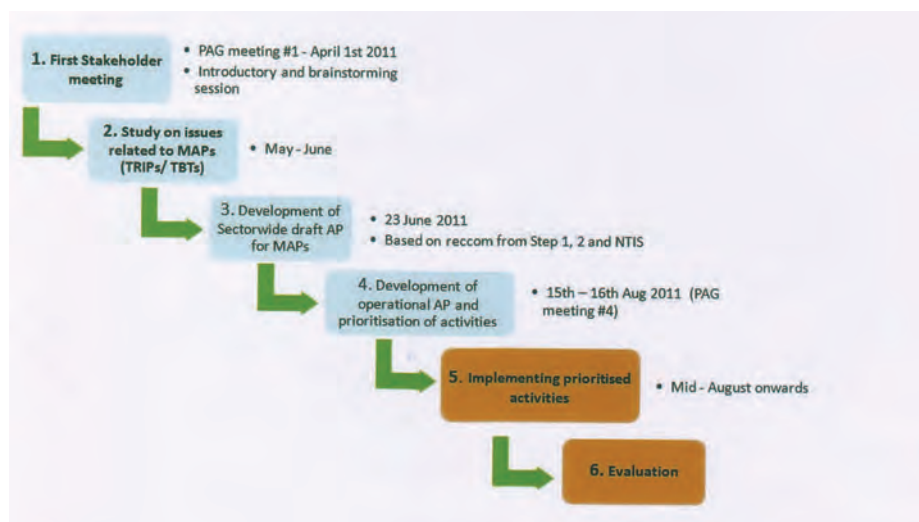 1. First Stakeholder
meeting
• PAG meeting #1 - April 1st 2011
• Introductory and brainstorming
session
2. Study on issues
related to MAPs
(TRIPs/ TBTs)
• May - June
3. Development of
Sectorwide draft AP
for MAPs
• 23 June 2011
• Based on reccom from Step 1, 2 and NTIS
4. Development of
operational AP and
prioritisation of activities
• 15th – 16th Aug 2011 (PAG
meeting #4)
5. Implementing prioritised
activities
• Mid - August onwards
6. Evaluation